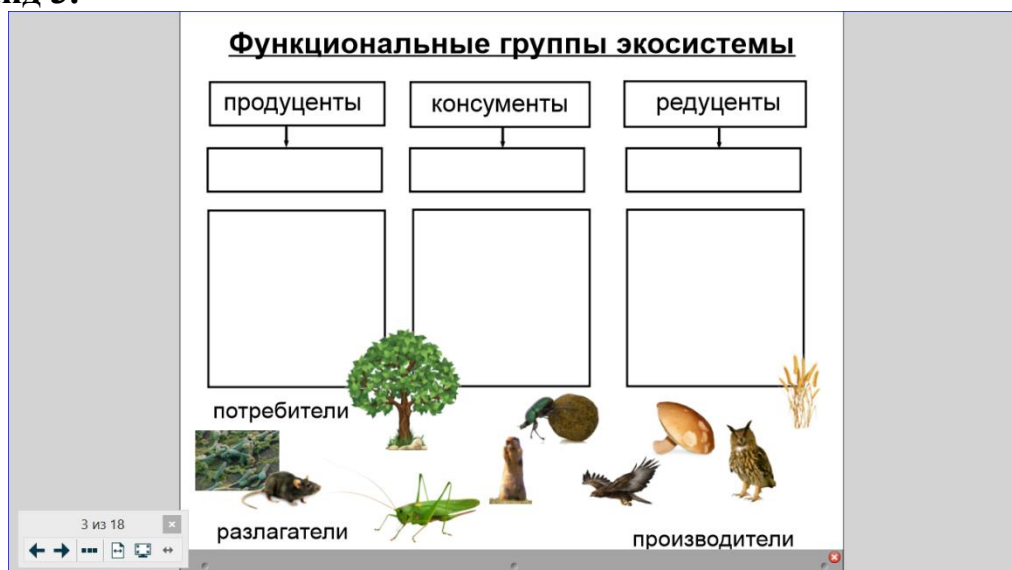 Функциональные группы экосистемы
продуценты консументы редуценты
потребители
разлагатели
производители
3 из 18